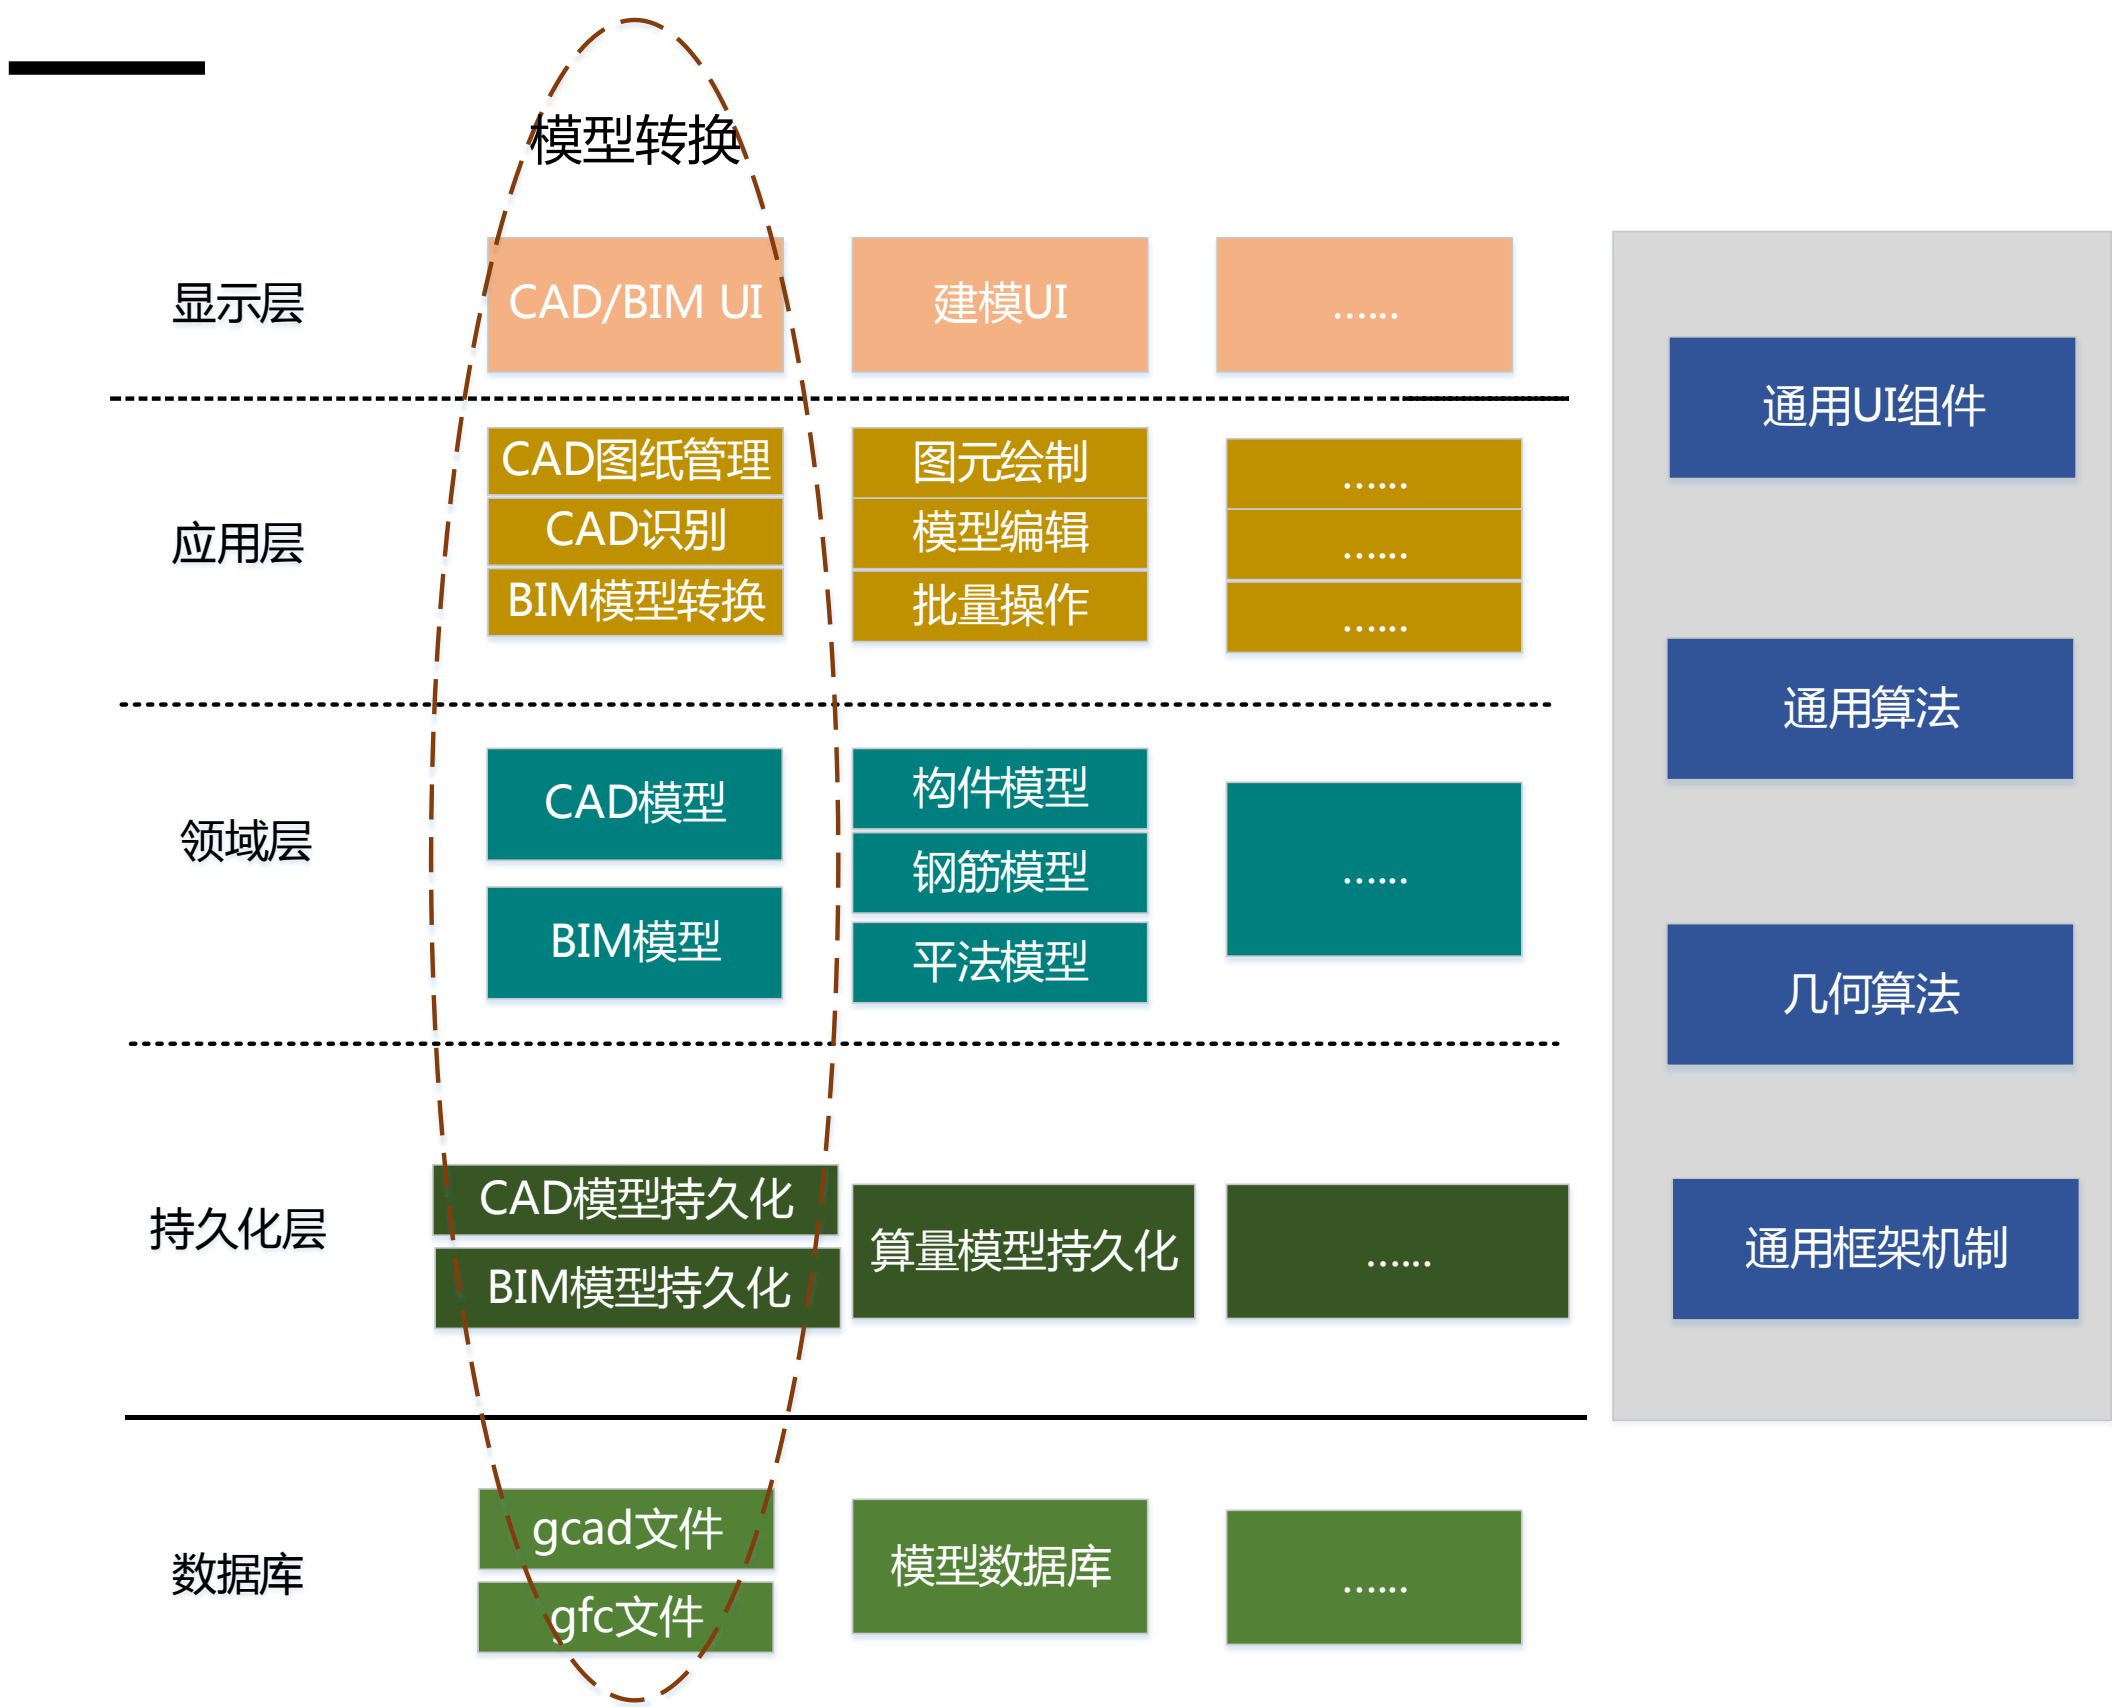 模型转换
显示层
CAD/BIM UI
建模UI
......
应用层
CAD图纸管理
CAD识别
BIM模型转换
图元绘制
模型编辑
批量操作
......
......
......
领域层
CAD模型
BIM模型
构件模型
钢筋模型
平法模型
......
持久化层
CAD模型持久化
BIM模型持久化
算量模型持久化
......
数据库
gcad文件
gfc文件
模型数据库
......
通用UI组件
通用算法
几何算法
通用框架机制